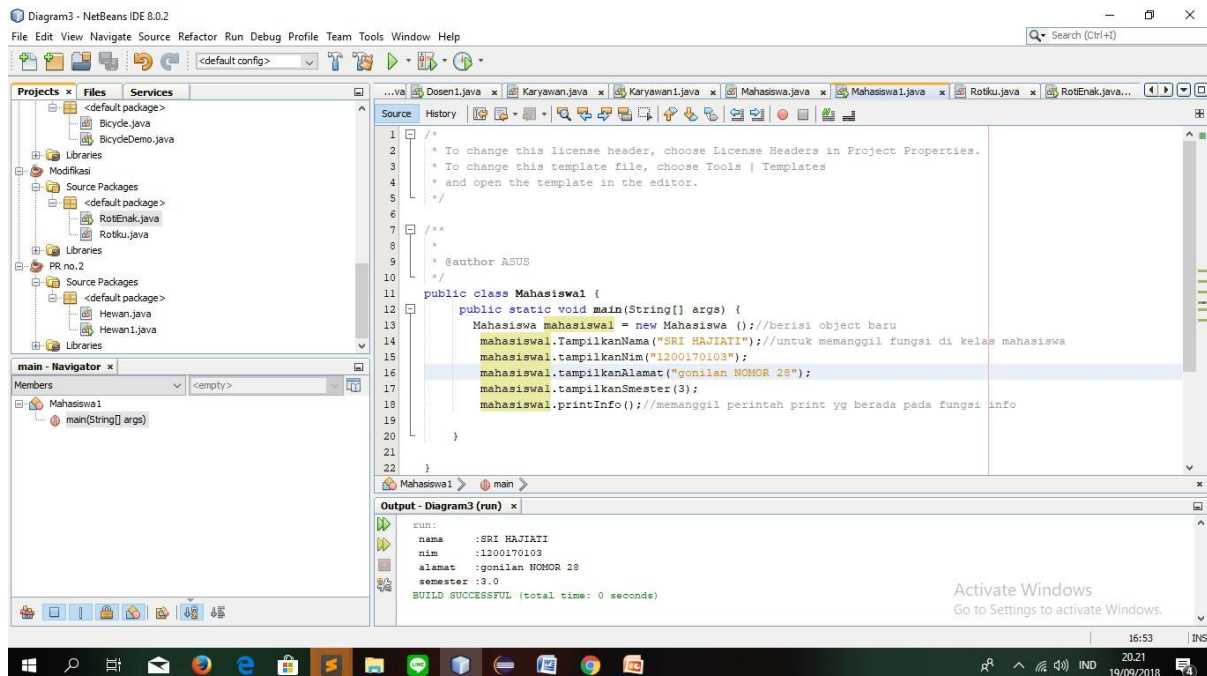 Diagram3 - NetBeans IDE 8.0.2
File Edit View Navigate Source Refactor Run Debug Profile Team Tools Window Help
Search (Ctrl+I)
<default config>
Projects Files Services
<default package>
Bicycle.java
BicycleDemo.java
Libraries
Modifikasi
Source Packages
<default package>
RotiEnak.java
Rotiku.java
Libraries
PR no.2
Source Packages
<default package>
Hewan.java
Hewan1.java
Libraries
main - Navigator
Members <empty>
Mahasiswa1
main(String[] args)
...va Dosen1.java Karyawan.java Karyawan1.java Mahasiswa.java Mahasiswa1.java Rotiku.java RotiEnak.java...
Source History
1 /*
2 * To change this license header, choose License Headers in Project Properties.
3 * To change this template file, choose Tools | Templates
4 * and open the template in the editor.
5 */
6
7 /**
8 *
9 * @author ASUS
10 */
11 public class Mahasiswa1 {
12 public static void main(String[] args) {
13 Mahasiswa mahasiswa1 = new Mahasiswa ();//berisi object baru
14 mahasiswa1.TampilkanNama("SRI HAJIATI");//untuk memanggil fungsi di kelas mahasiswa
15 mahasiswa1.tampilkanNim("1200170103");
16 mahasiswa1.tampilkanAlamat("gonilan NOMOR 28");
17 mahasiswa1.tampilkanSmester(3);
18 mahasiswa1.printInfo();//memanggil perintah print yg berada pada fungsi info
19
20 }
21
22 }
Mahasiswa1 main
Output - Diagram3 (run)
run:
nama :SRI HAJIATI
nim :1200170103
alamat :gonilan NOMOR 28
semester :3.0
BUILD SUCCESSFUL (total time: 0 seconds)
Activate Windows
Go to Settings to activate Windows.
16:53 INS
IND
20.21
19/09/2018